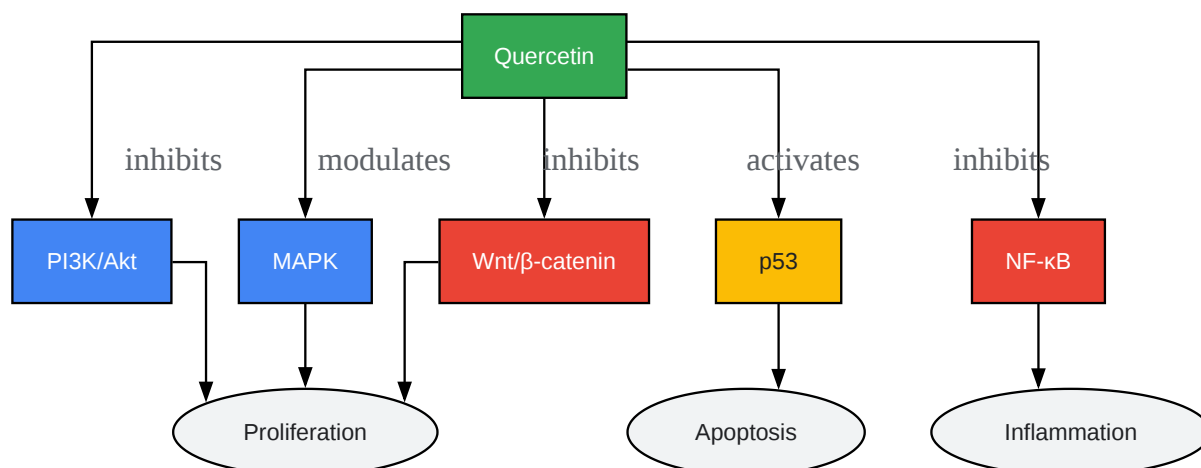 Quercetin
inhibits modulates inhibits activates inhibits
PI3K/Akt MAPK Wnt/β-catenin p53 NF-κB
Proliferation Apoptosis Inflammation